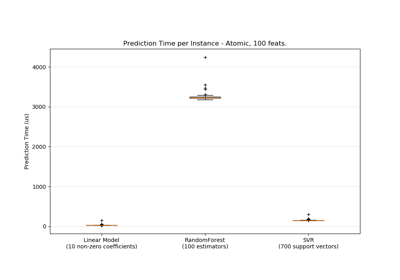 Prediction Time per Instance - Atomic, 100 feats.
Prediction Time (us)
4000
3000
2000
1000
0
Linear Model
(10 non-zero coefficients)
RandomForest
(100 estimators)
SVR
(700 support vectors)